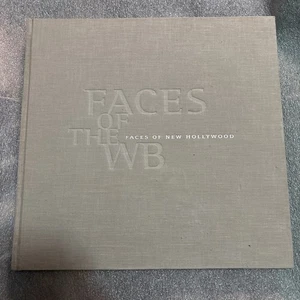 FACES
OF
THE
FACES OF NEW HOLLYWOOD
WB